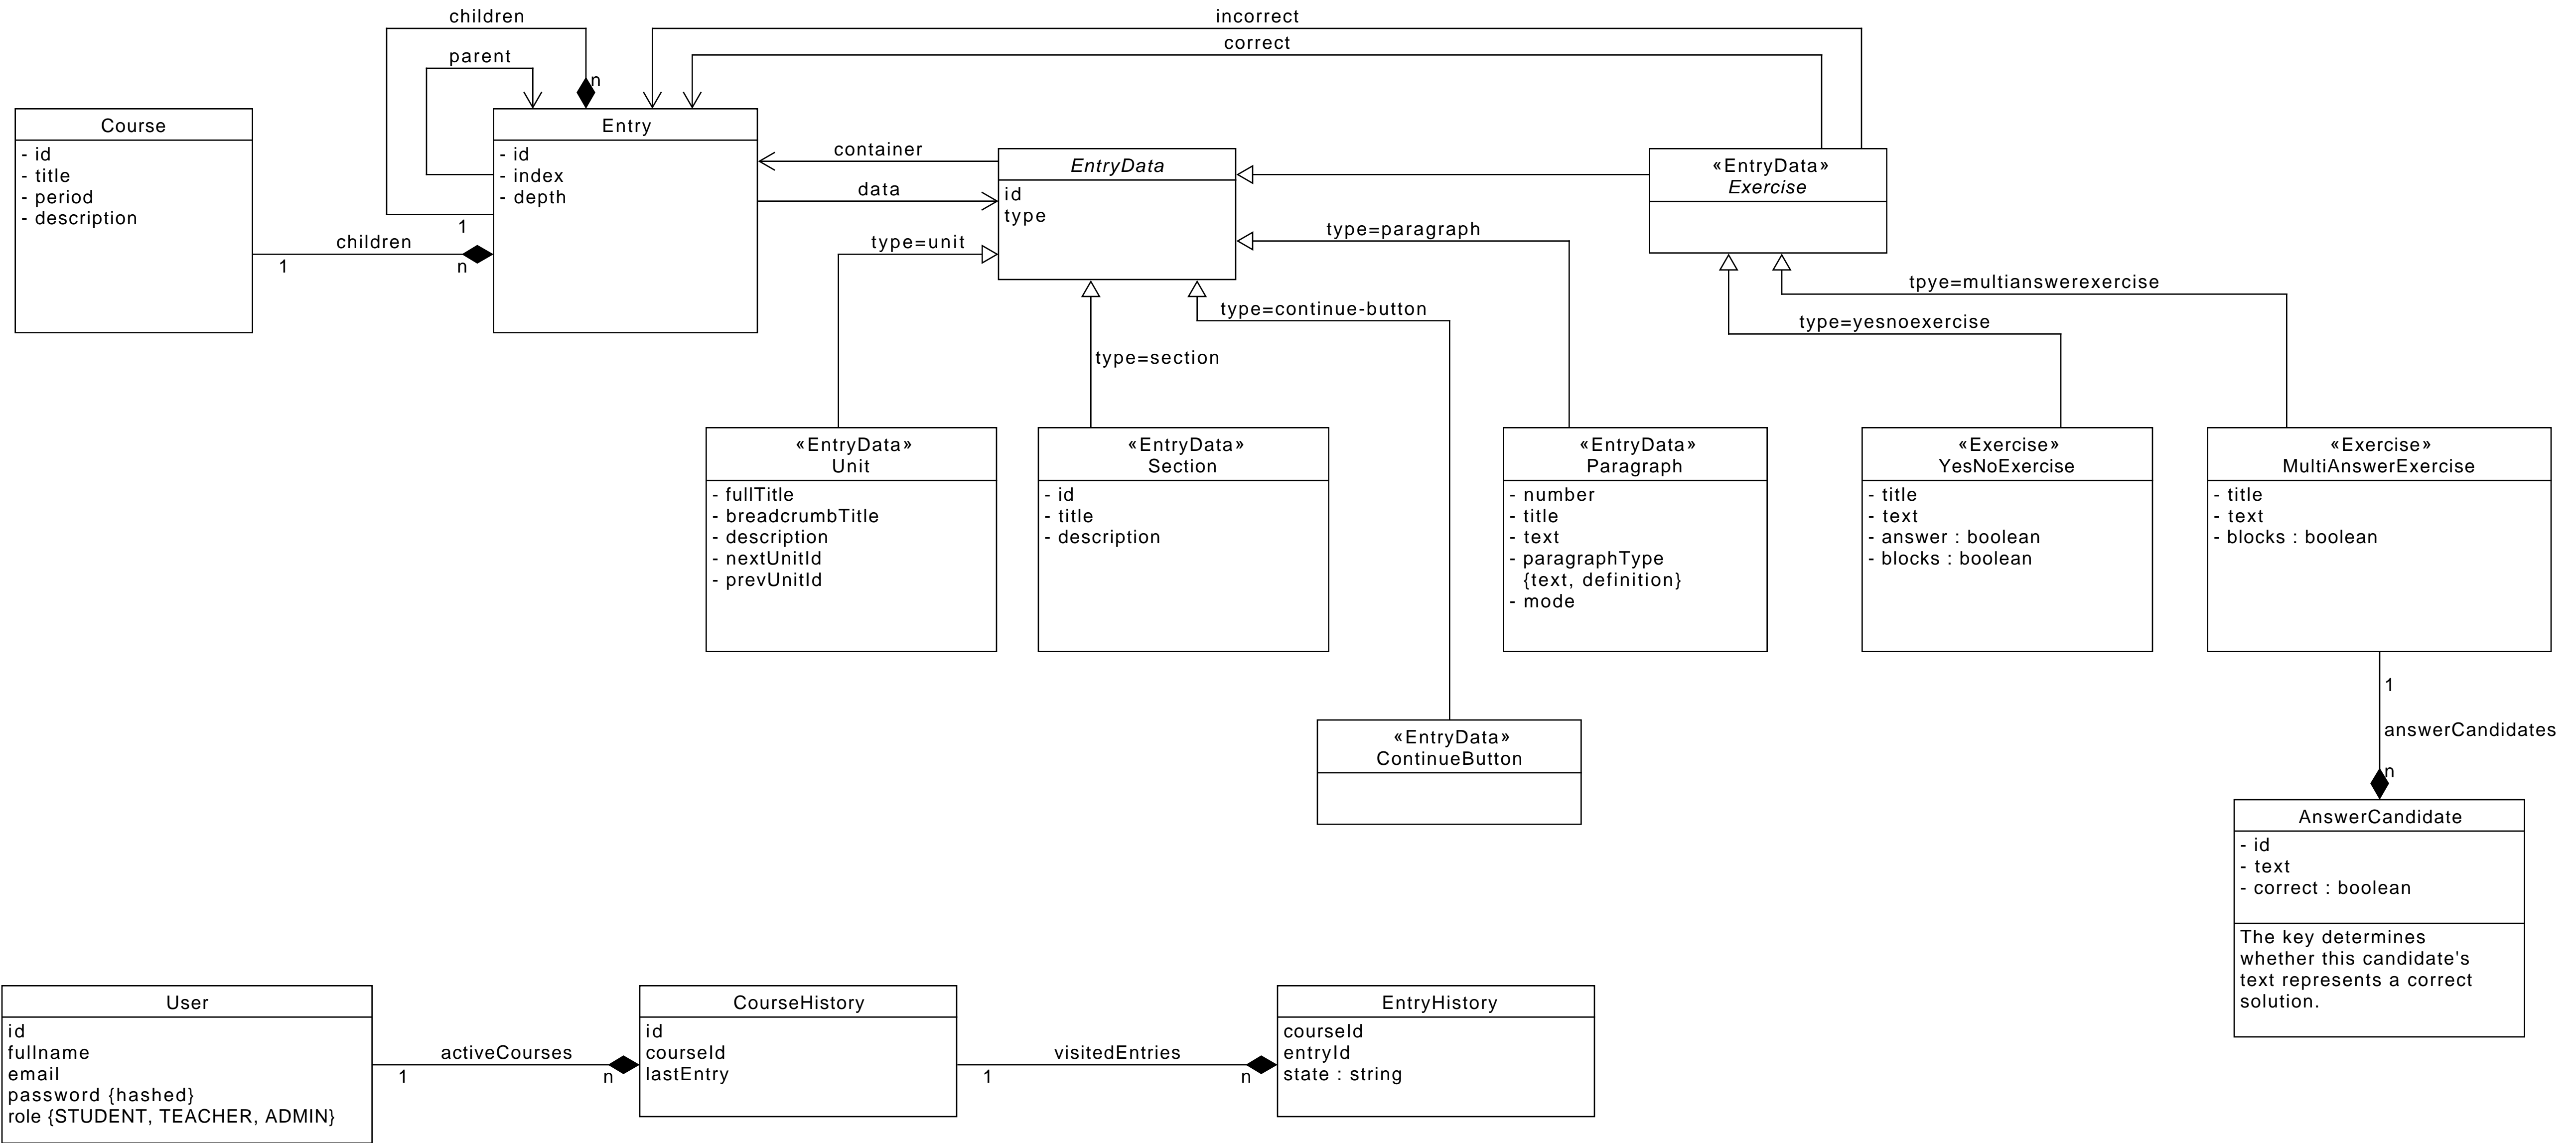 children
incorrect
correct
parent
n
Course
- id
- title
- period
- description
Entry
- id
- index
- depth
1
children
1
n
container
data
EntryData
id
type
«EntryData»
Exercise
type=unit
type=paragraph
type=continue-button
type=section
tpye=multianswerexercise
type=yesnoexercise
«EntryData»
Unit
- fullTitle
- breadcrumbTitle
- description
- nextUnitId
- prevUnitId
«EntryData»
Section
- id
- title
- description
«EntryData»
Paragraph
- number
- title
- text
- paragraphType
{text, definition}
- mode
«Exercise»
YesNoExercise
- title
- text
- answer : boolean
- blocks : boolean
«Exercise»
MultiAnswerExercise
- title
- text
- blocks : boolean
«EntryData»
ContinueButton
1
answerCandidates
n
AnswerCandidate
- id
- text
- correct : boolean
The key determines
whether this candidate's
text represents a correct
solution.
User
id
fullname
email
password {hashed}
role {STUDENT, TEACHER, ADMIN}
activeCourses
1
n
CourseHistory
id
courseId
lastEntry
visitedEntries
1
n
EntryHistory
courseId
entryId
state : string